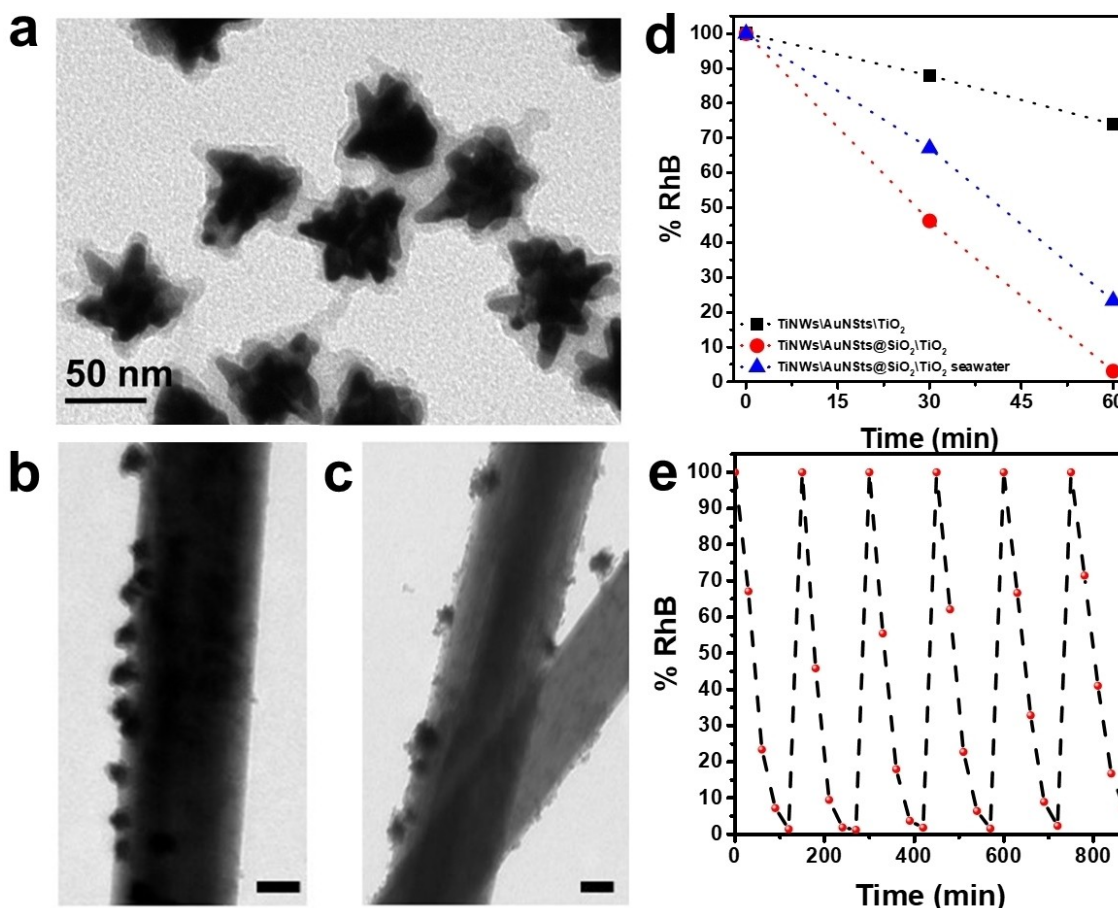 a
50 nm
b
c
d
100
90
80
70
60
50
40
30
20
10
0
% RhB
TiNWs\AuNSts\TiO₂
TiNWs\AuNSts@SiO₂\TiO₂
TiNWs\AuNSts@SiO₂\TiO₂ seawater
0 15 30 45 60
Time (min)
e
100
90
80
70
60
50
40
30
20
10
0
% RhB
0 200 400 600 800
Time (min)